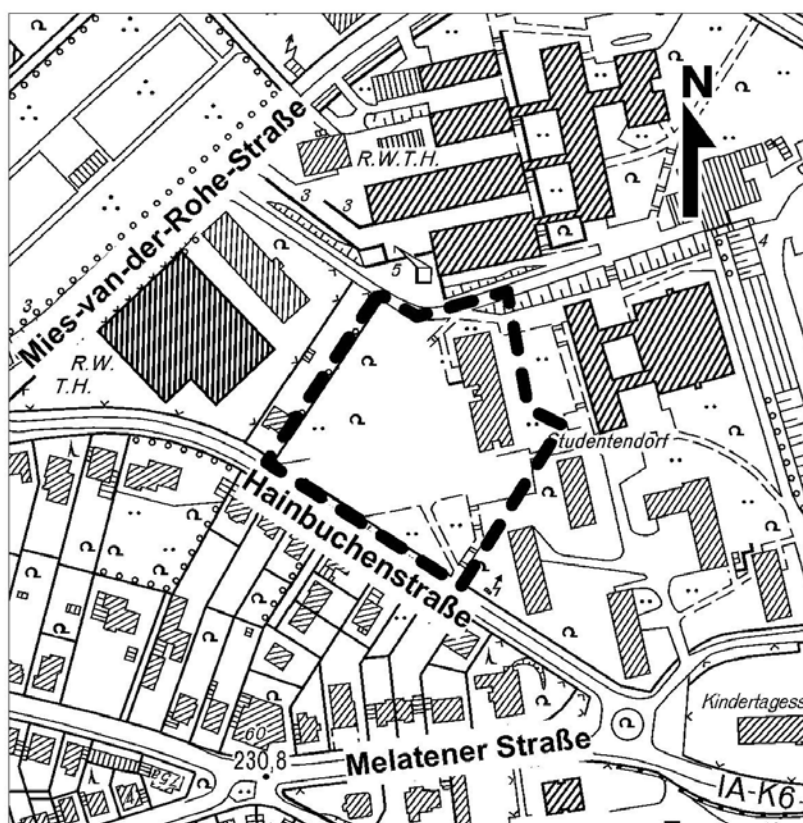 N
Mies-van-der-Rohe-Straße
R.W.T.H.
3
3
5
4
3
R.W.
T.H.
Studentendorf
Hainbuchenstraße
Kindertagess
60
230,8
Melatener Straße
IA-K6